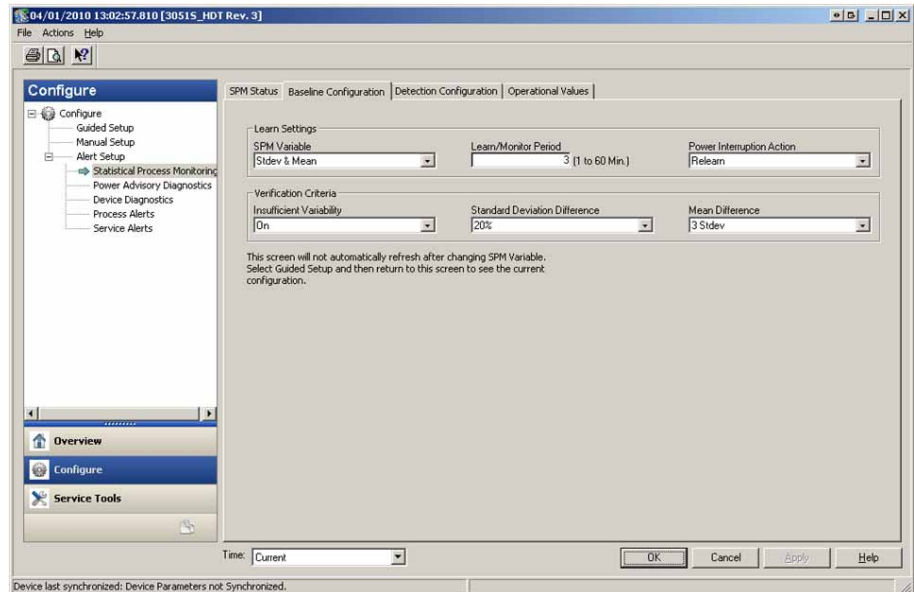 04/01/2010 13:02:57.810 [3051S_HDT Rev. 3]
File Actions Help
Configure
Configure
Guided Setup
Manual Setup
Alert Setup
Statistical Process Monitoring
Power Advisory Diagnostics
Device Diagnostics
Process Alerts
Service Alerts
Overview
Configure
Service Tools
SPM Status Baseline Configuration Detection Configuration Operational Values
Learn Settings
SPM Variable Learn/Monitor Period Power Interruption Action
Stdev & Mean 3 (1 to 60 Min.) Relearn
Verification Criteria
Insufficient Variability Standard Deviation Difference Mean Difference
On 20% 3 Stdev
This screen will not automatically refresh after changing SPM Variable.
Select Guided Setup and then return to this screen to see the current
configuration.
Time: Current OK Cancel Apply Help
Device last synchronized: Device Parameters not Synchronized.